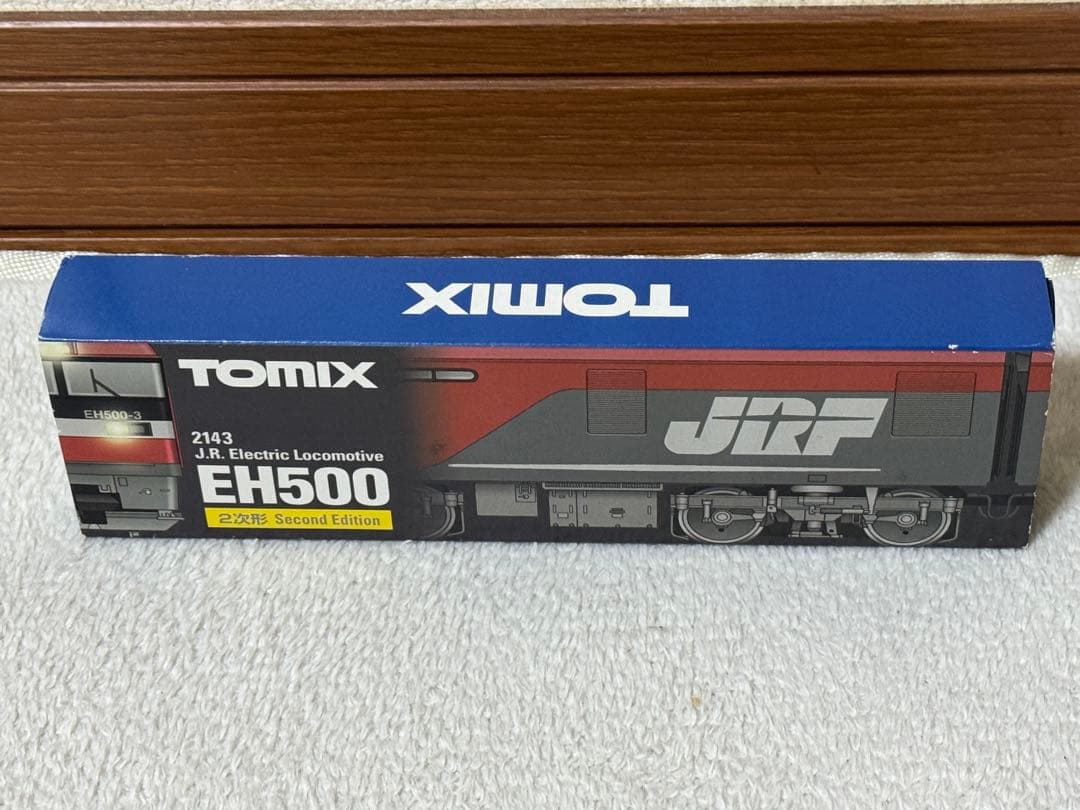 TOMIX
EH500-3
TOMIX
2143
J.R. Electric Locomotive
EH500
2次形 Second Edition
JRF